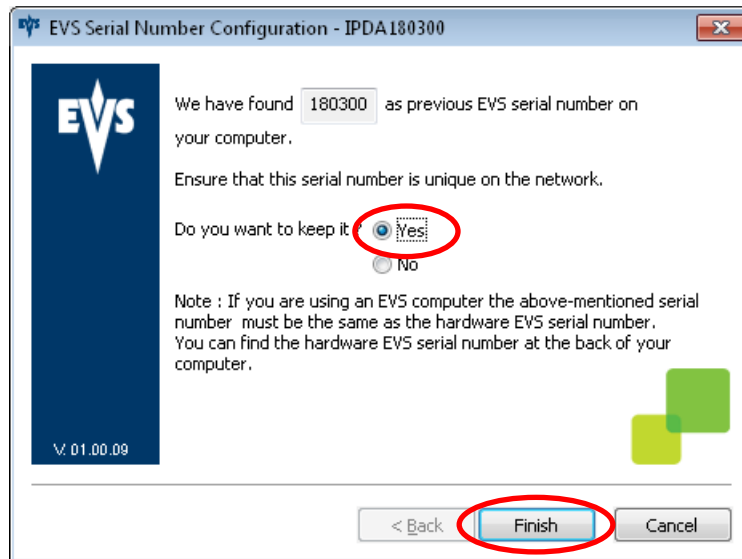 EVS EVS Serial Number Configuration - IPDA180300
EVS
We have found 180300 as previous EVS serial number on
your computer.
Ensure that this serial number is unique on the network.
Do you want to keep it ? Yes
No
Note : If you are using an EVS computer the above-mentioned serial
number must be the same as the hardware EVS serial number.
You can find the hardware EVS serial number at the back of your
computer.
V. 01.00.09
< Back Finish Cancel